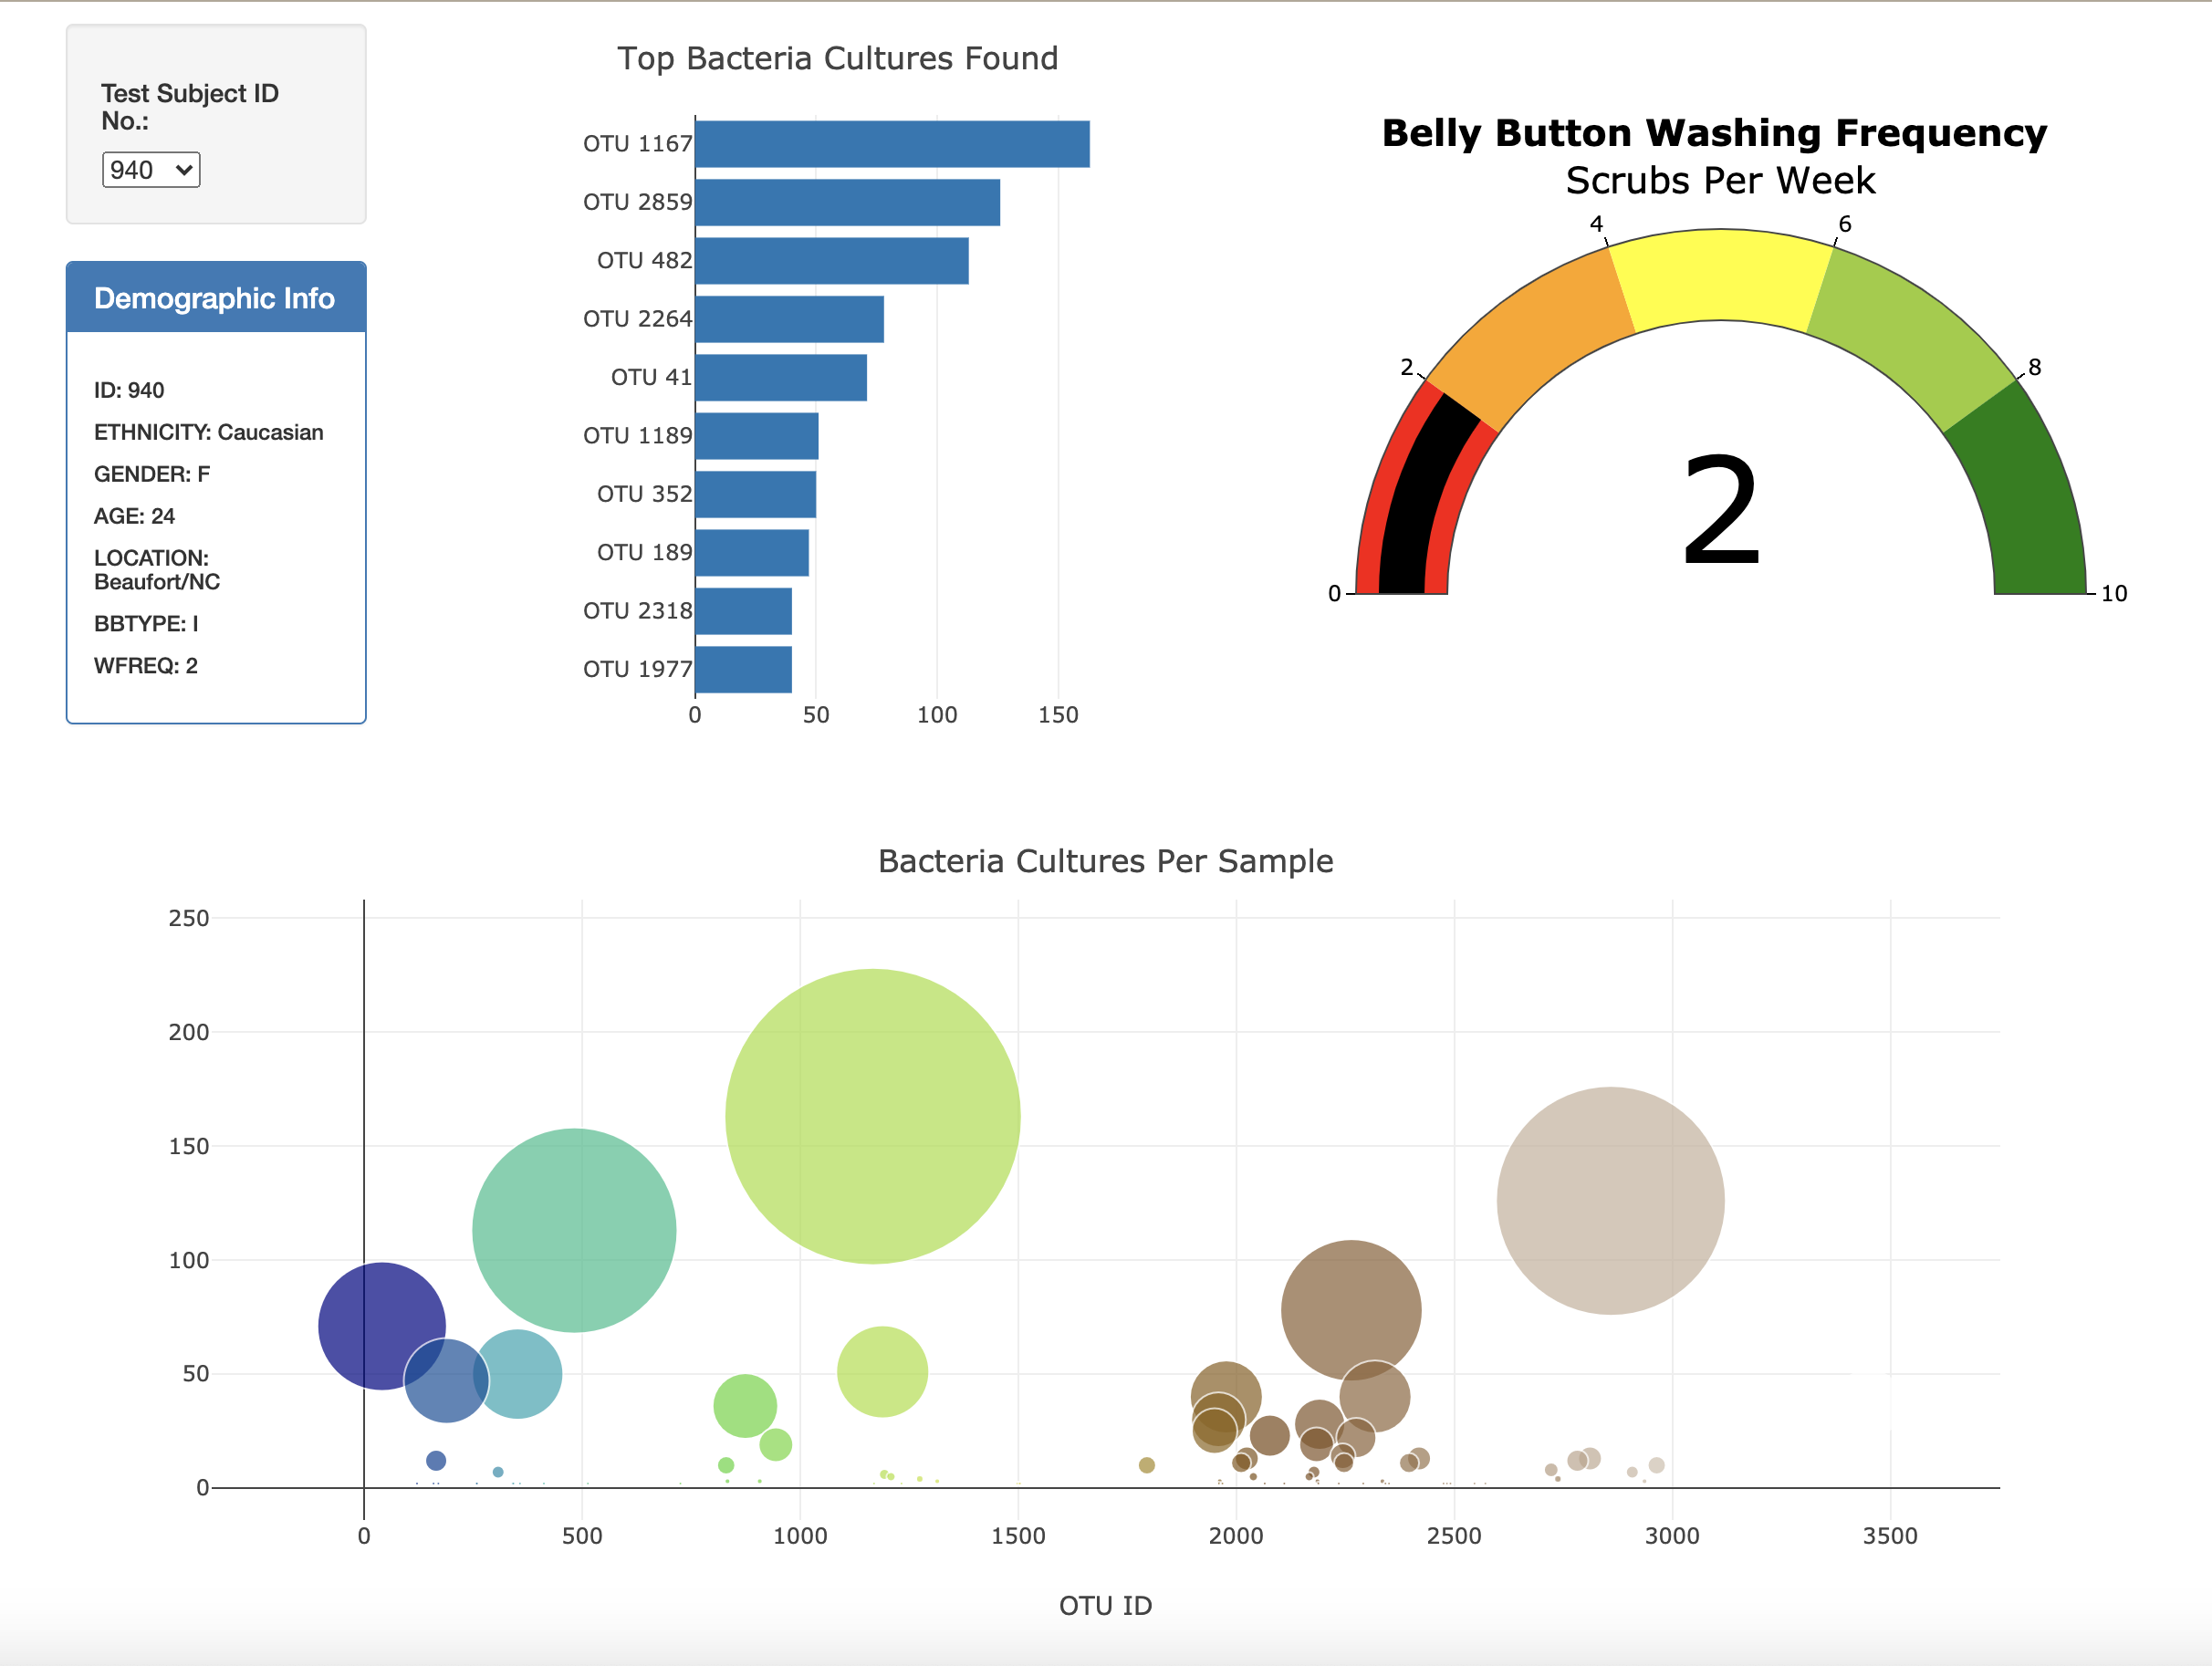 Test Subject ID
No.:
940
Demographic Info
ID: 940
ETHNICITY: Caucasian
GENDER: F
AGE: 24
LOCATION:
Beaufort/NC
BBTYPE: I
WFREQ: 2
Top Bacteria Cultures Found
OTU 1167
OTU 2859
OTU 482
OTU 2264
OTU 41
OTU 1189
OTU 352
OTU 189
OTU 2318
OTU 1977
0 50 100 150
Belly Button Washing Frequency
Scrubs Per Week
4 6
2 8
2
0 10
Bacteria Cultures Per Sample
250
200
150
100
50
0
0 500 1000 1500 2000 2500 3000 3500
OTU ID